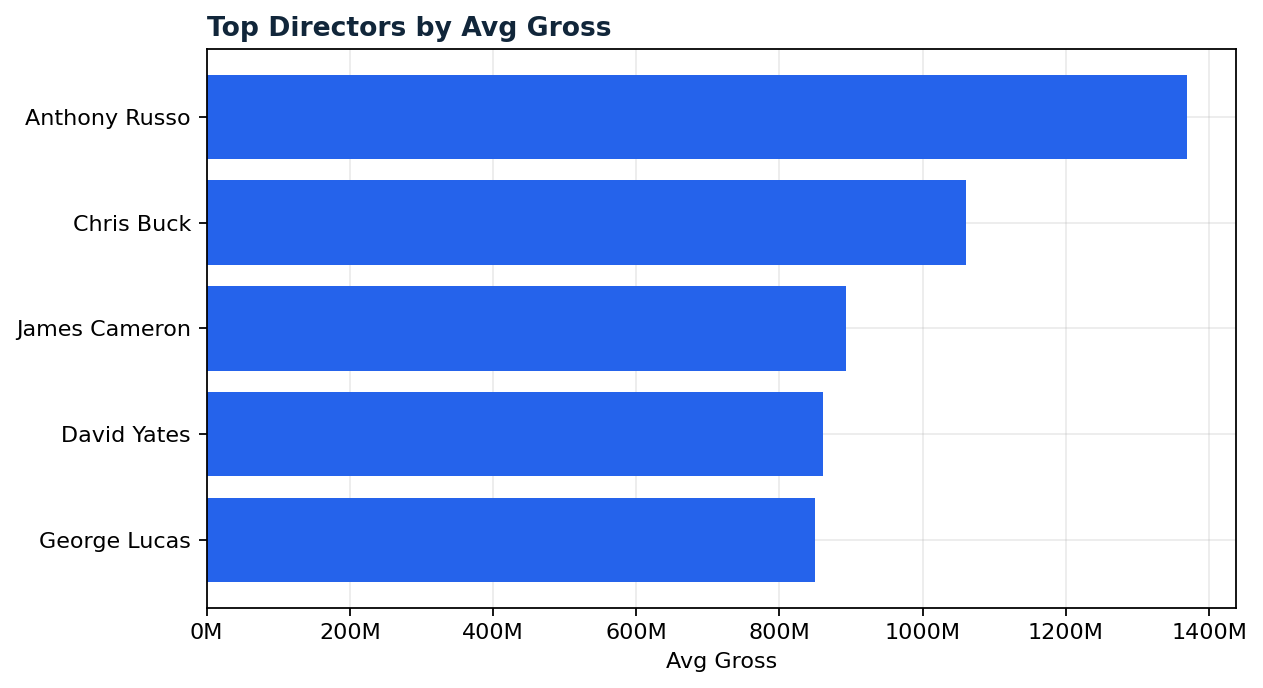 Top Directors by Avg Gross
Anthony Russo
Chris Buck
James Cameron
David Yates
George Lucas
0M 200M 400M 600M 800M 1000M 1200M 1400M
Avg Gross